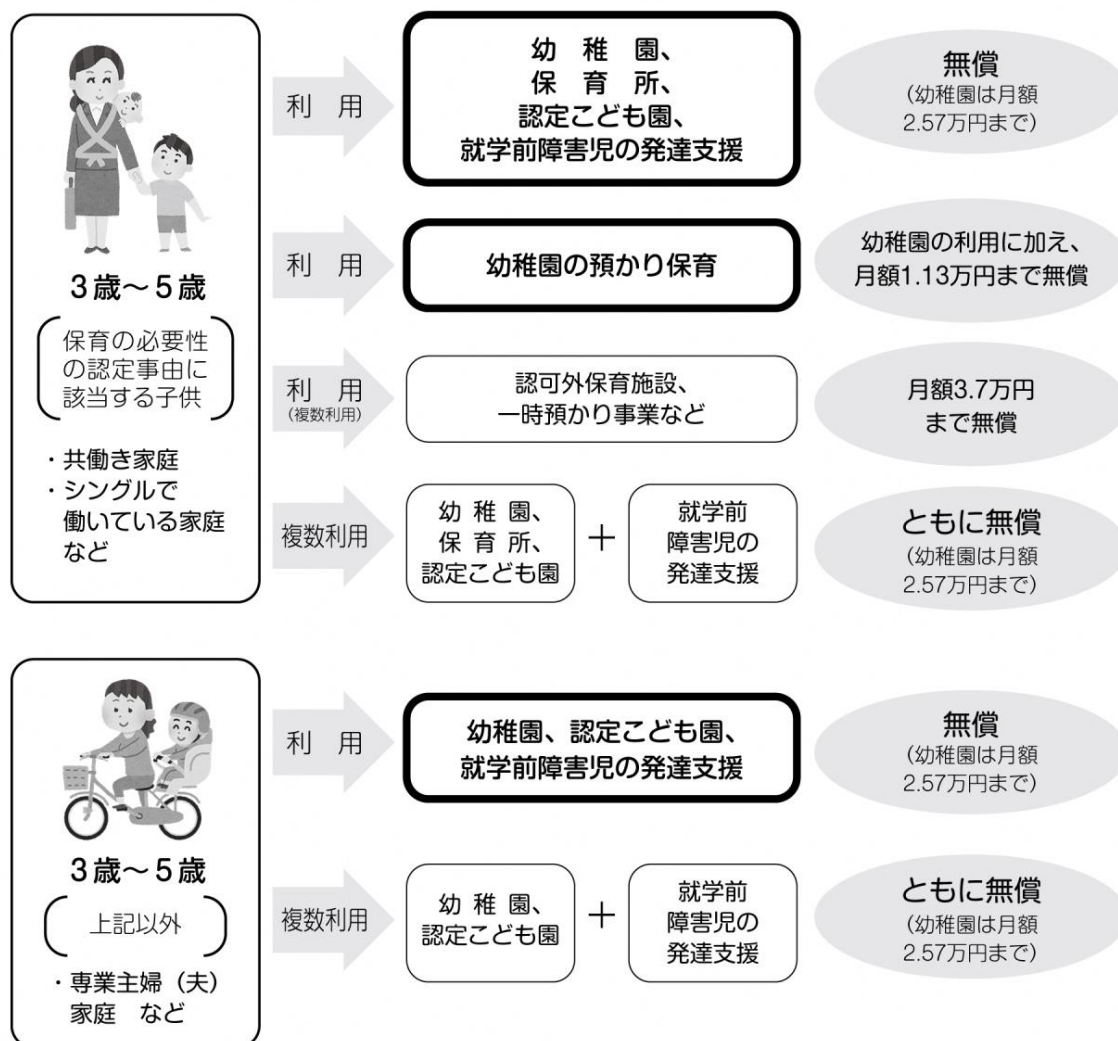 3歳〜5歳
保育の必要性
の認定事由に
該当する子供
・共働き家庭
・シングルで
働いている家庭
など
利 用
幼 稚 園、
保 育 所、
認定こども園、
就学前障害児の発達支援
無償
(幼稚園は月額
2.57万円まで)
利 用
幼稚園の預かり保育
幼稚園の利用に加え、
月額1.13万円まで無償
利 用
(複数利用)
認可外保育施設、
一時預かり事業など
月額3.7万円
まで無償
複数利用
幼 稚 園、
保 育 所、
認定こども園
+
就学前
障害児の
発達支援
ともに無償
(幼稚園は月額
2.57万円まで)
3歳〜5歳
上記以外
・専業主婦（夫）
家庭 など
利 用
幼稚園、認定こども園、
就学前障害児の発達支援
無償
(幼稚園は月額
2.57万円まで)
複数利用
幼 稚 園、
認定こども園
+
就学前
障害児の
発達支援
ともに無償
(幼稚園は月額
2.57万円まで)